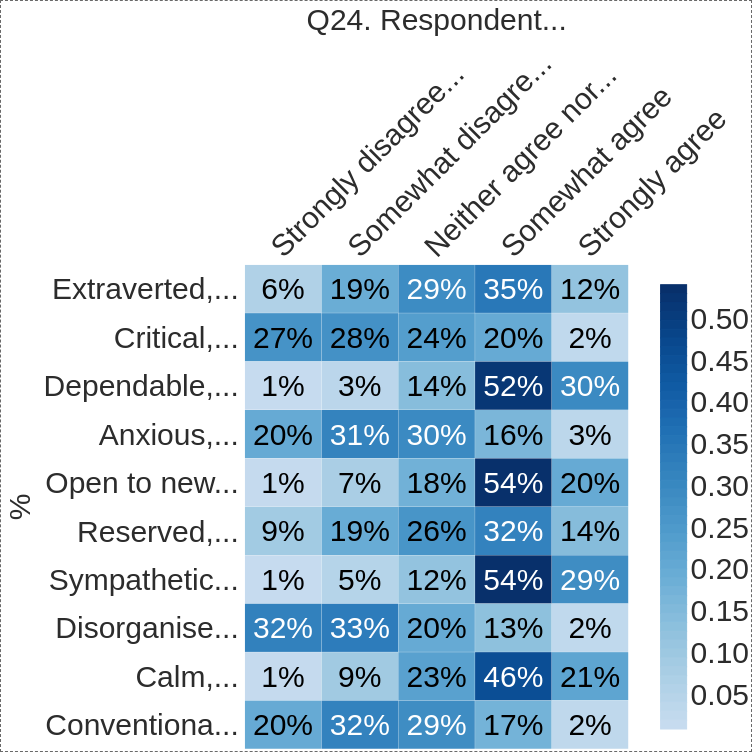 Q24. Respondent...
Strongly disagree...
Somewhat disagre...
Neither agree nor...
Somewhat agree
Strongly agree
Extraverted,... 6% 19% 29% 35% 12%
Critical,... 27% 28% 24% 20% 2%
Dependable,... 1% 3% 14% 52% 30%
Anxious,... 20% 31% 30% 16% 3%
Open to new... 1% 7% 18% 54% 20%
Reserved,... 9% 19% 26% 32% 14%
Sympathetic... 1% 5% 12% 54% 29%
Disorganise... 32% 33% 20% 13% 2%
Calm,... 1% 9% 23% 46% 21%
Conventiona... 20% 32% 29% 17% 2%
%
0.50
0.45
0.40
0.35
0.30
0.25
0.20
0.15
0.10
0.05